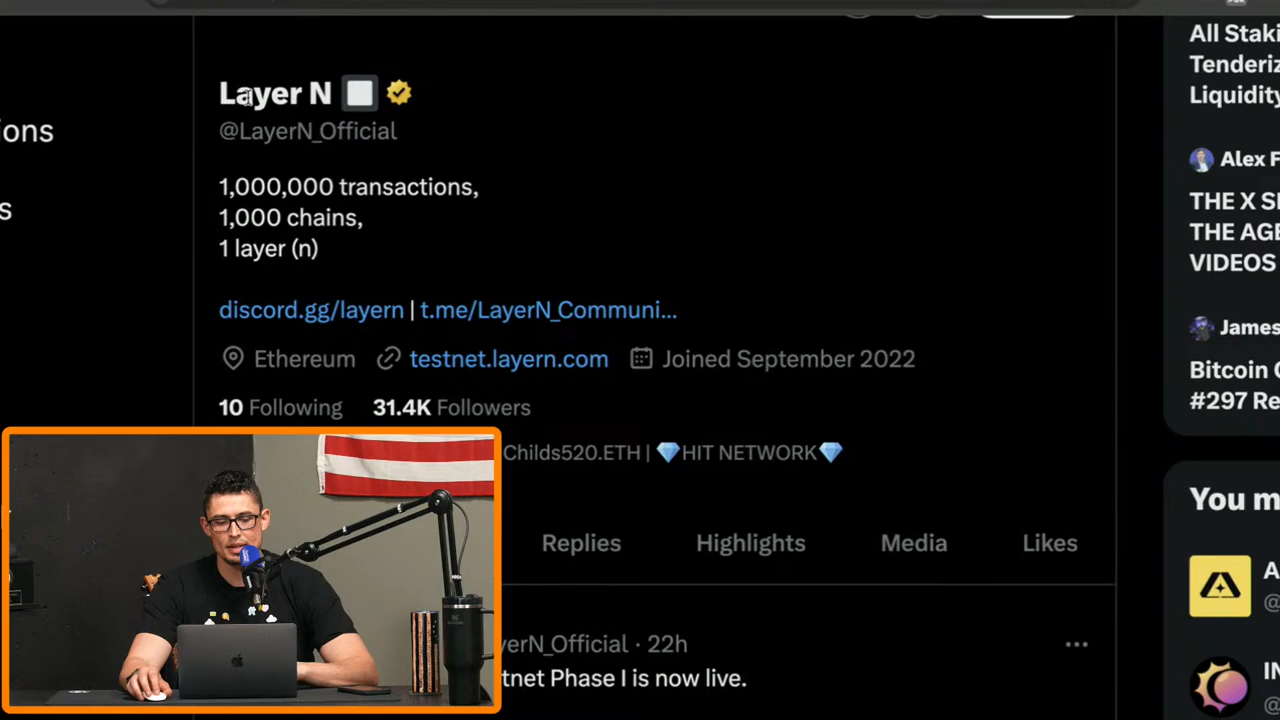 All Staki
Tenderiz
Liquidity
Layer N
@LayerN_Official
ions
1,000,000 transactions,
s
1,000 chains,
1 layer (n)
discord.gg/layern | t.me/LayerN_Communi...
Ethereum testnet.layern.com Joined September 2022
10 Following 31.4K Followers
Childs520.ETH | 💎HIT NETWORK💎
Replies Highlights Media Likes
yerN_Official · 22h
tnet Phase I is now live.
Alex F
THE X S
THE AGE
VIDEOS
James
Bitcoin C
#297 Re
You m
A
@
IN
@